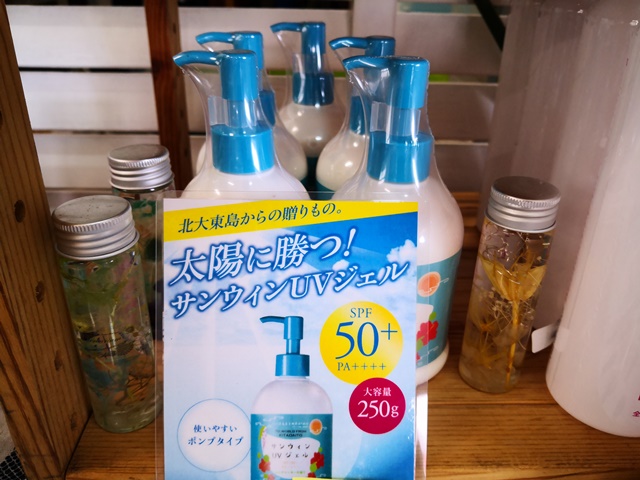 北大東島からの贈りもの。
太陽に勝つ!
サンウィンUVジェル
SPF
50+
PA++++
大容量
250g
使いやすい
ポンプタイプ
サンウィン
UVジェル